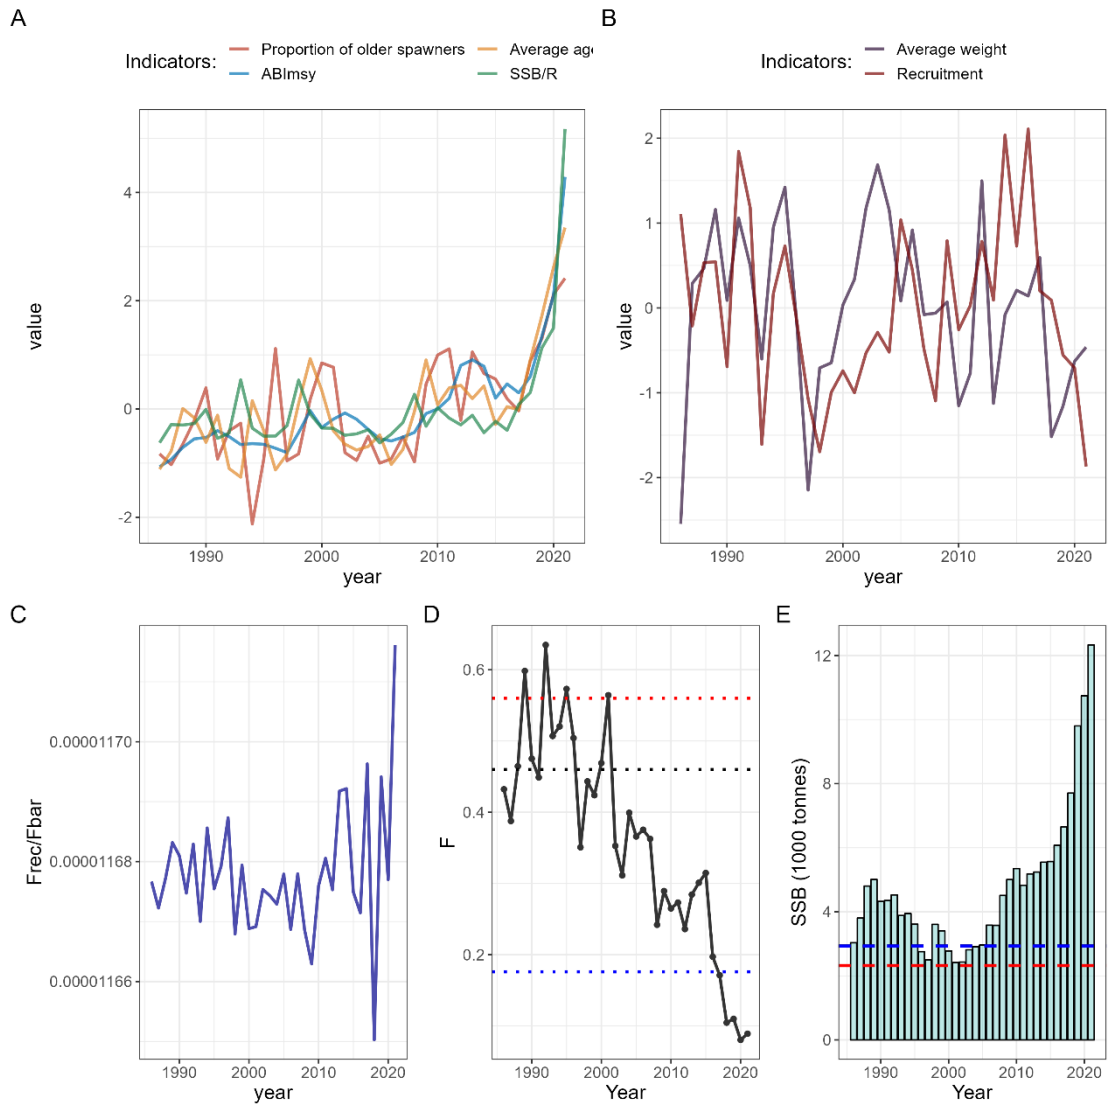 A
Indicators:
Proportion of older spawners
Average ag
ABImsy
SSB/R
value
4
2
0
-2
1990
2000
2010
2020
year
B
Indicators:
Average weight
Recruitment
value
2
1
0
-1
-2
1990
2000
2010
2020
year
C
Frec/Fbar
0.00001170
0.00001168
0.00001166
1990
2000
2010
2020
year
D
F
0.6
0.4
0.2
1990
2000
2010
2020
Year
E
SSB (1000 tonnes)
12
8
4
0
1990
2000
2010
2020
Year